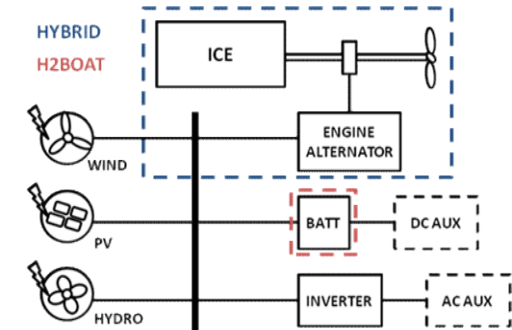 HYBRID
H2BOAT
ICE
ENGINE
ALTERNATOR
WIND
BATT
DC AUX
PV
INVERTER
AC AUX
HYDRO